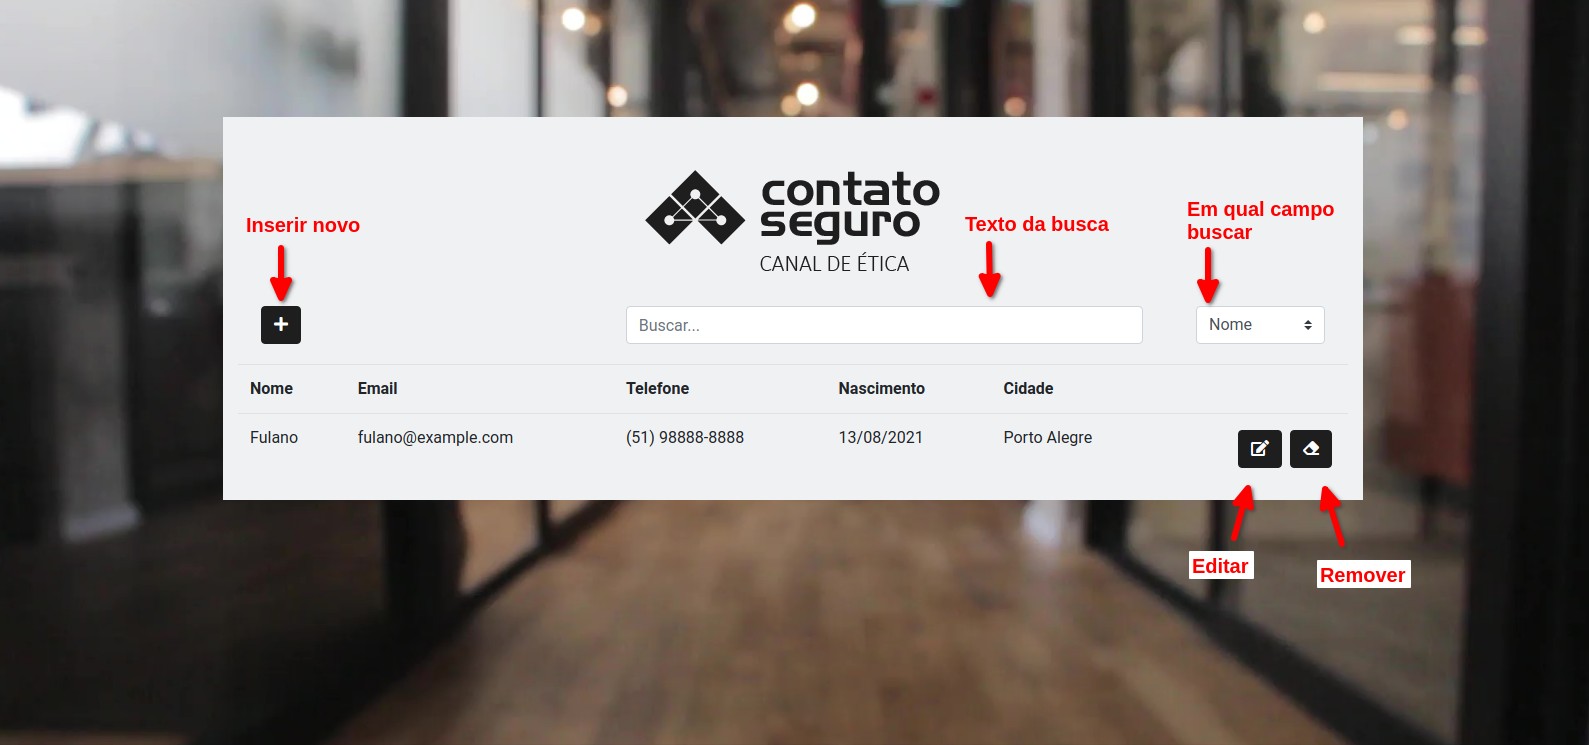 contato
seguro
CANAL DE ÉTICA
Inserir novo
Texto da busca
Em qual campo
buscar
Buscar...
Nome
Nome Email Telefone Nascimento Cidade
Fulano fulano@example.com (51) 98888-8888 13/08/2021 Porto Alegre
Editar
Remover